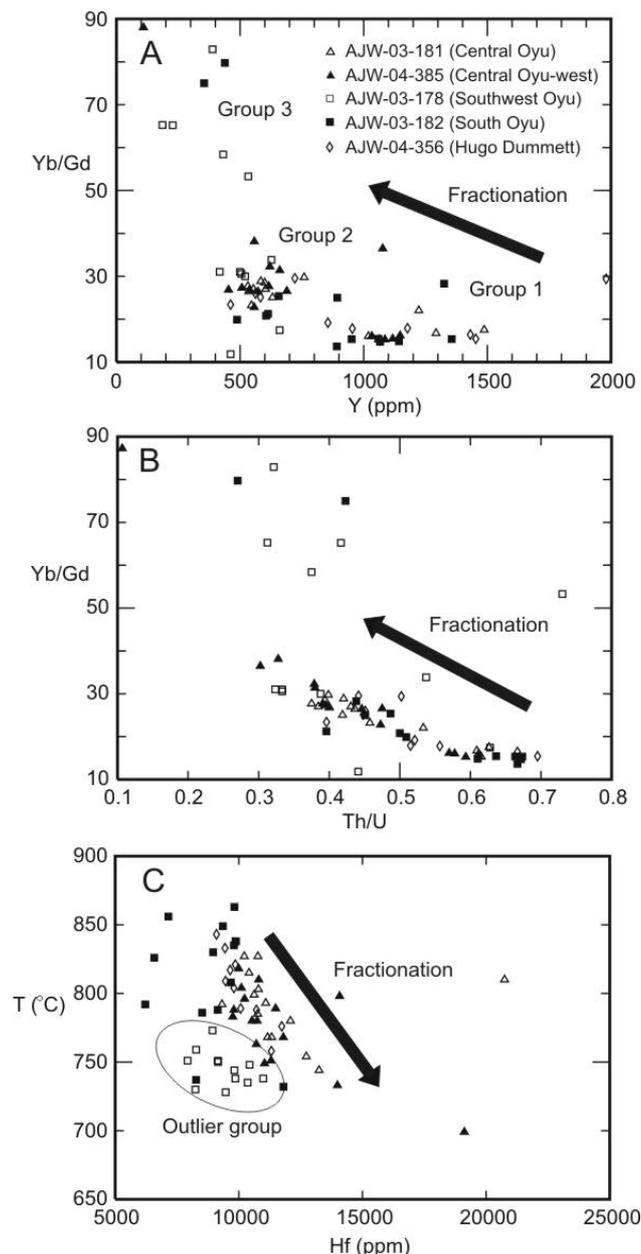 90
A
AJW-03-181 (Central Oyu)
AJW-04-385 (Central Oyu-west)
AJW-03-178 (Southwest Oyu)
AJW-03-182 (South Oyu)
AJW-04-356 (Hugo Dummett)
70
Group 3
Yb/Gd
50
Fractionation
Group 2
30
Group 1
10
0 500 1000 1500 2000
Y (ppm)
90
B
70
Yb/Gd
50
Fractionation
30
10
0.1 0.2 0.3 0.4 0.5 0.6 0.7 0.8
Th/U
900
C
850
Fractionation
T (°C)
800
750
Outlier group
700
650
5000 10000 15000 20000 25000
Hf (ppm)